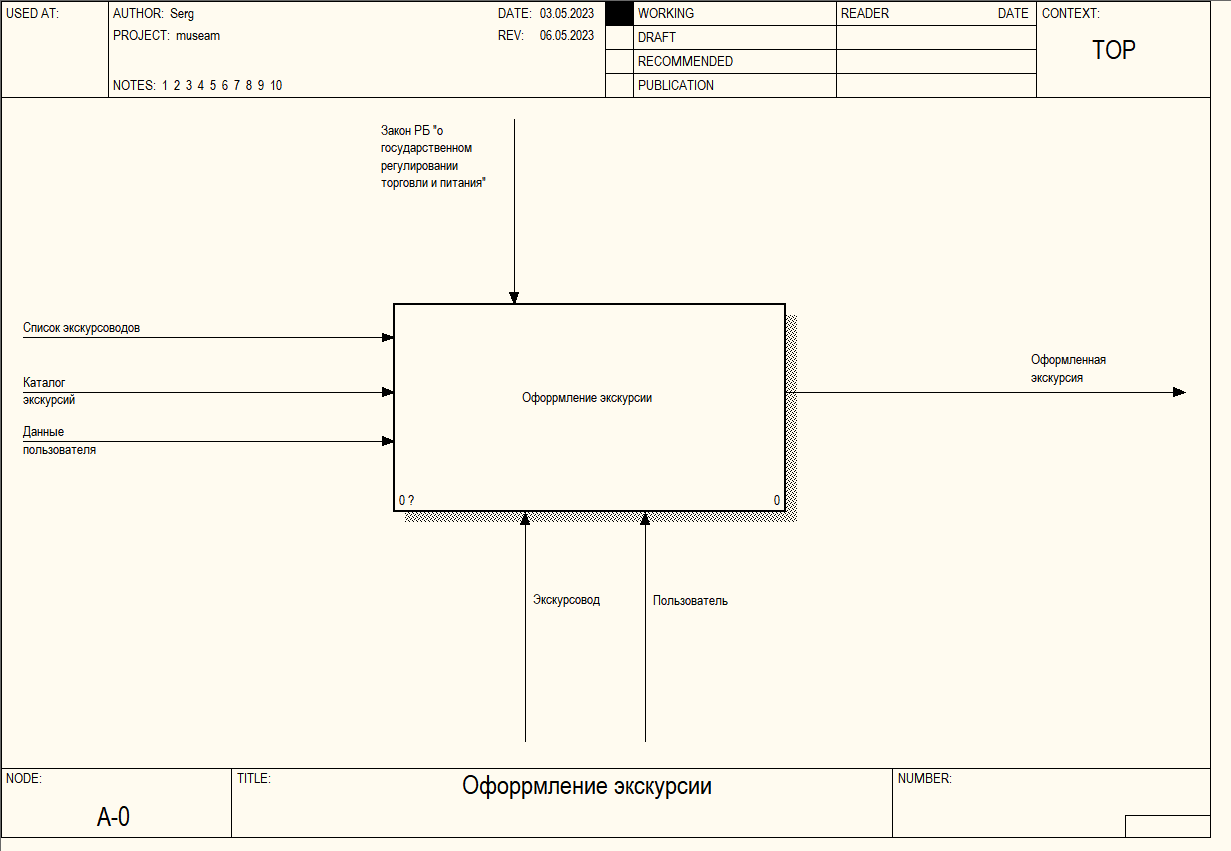 USED AT:
AUTHOR: Serg
DATE: 03.05.2023
PROJECT: museam
REV: 06.05.2023
NOTES: 1 2 3 4 5 6 7 8 9 10
WORKING
DRAFT
RECOMMENDED
PUBLICATION
READER DATE
CONTEXT:
TOP
Закон РБ "о
государственном
регулировании
торговли и питания"
Список экскурсоводов
Каталог
экскурсий
Данные
пользователя
Офоррмление экскурсии
0 ?
0
Оформленная
экскурсия
Экскурсовод
Пользователь
NODE:
A-0
TITLE:
Офоррмление экскурсии
NUMBER: